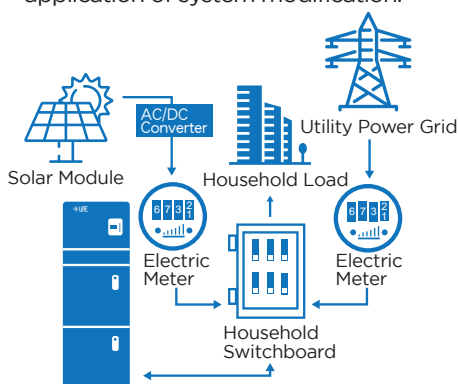 application of system modification.
AC/DC
Converter
Utility Power Grid
Solar Module
Household Load
6 7 3 2
1
6 7 3 2
1
URE
Electric
Meter
Electric
Meter
Household
Switchboard